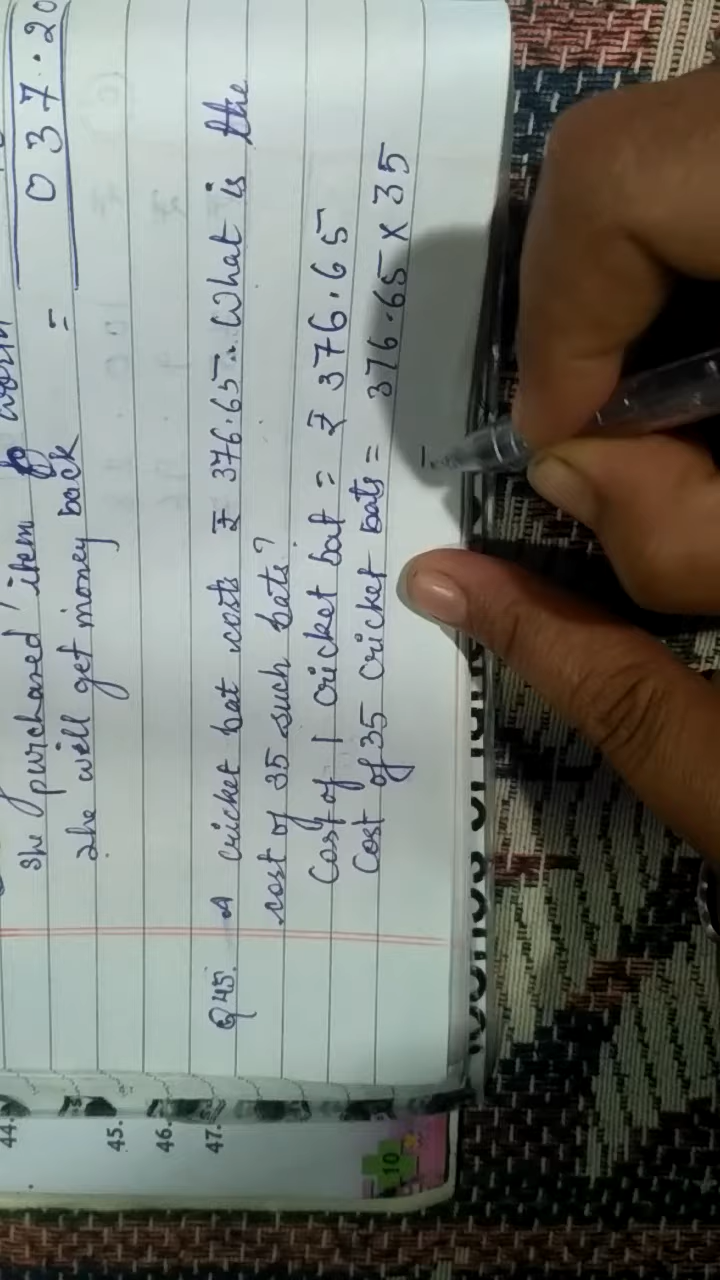 037.20
She purchased item worth
She will get money back =
Q45. A cricket bat costs ₹ 376.65. What is the
cost of 35 such bats?
Cost of 1 cricket bat = ₹ 376.65
Cost of 35 cricket bats = 376.65 × 35
44.
45.
46.
47.
10